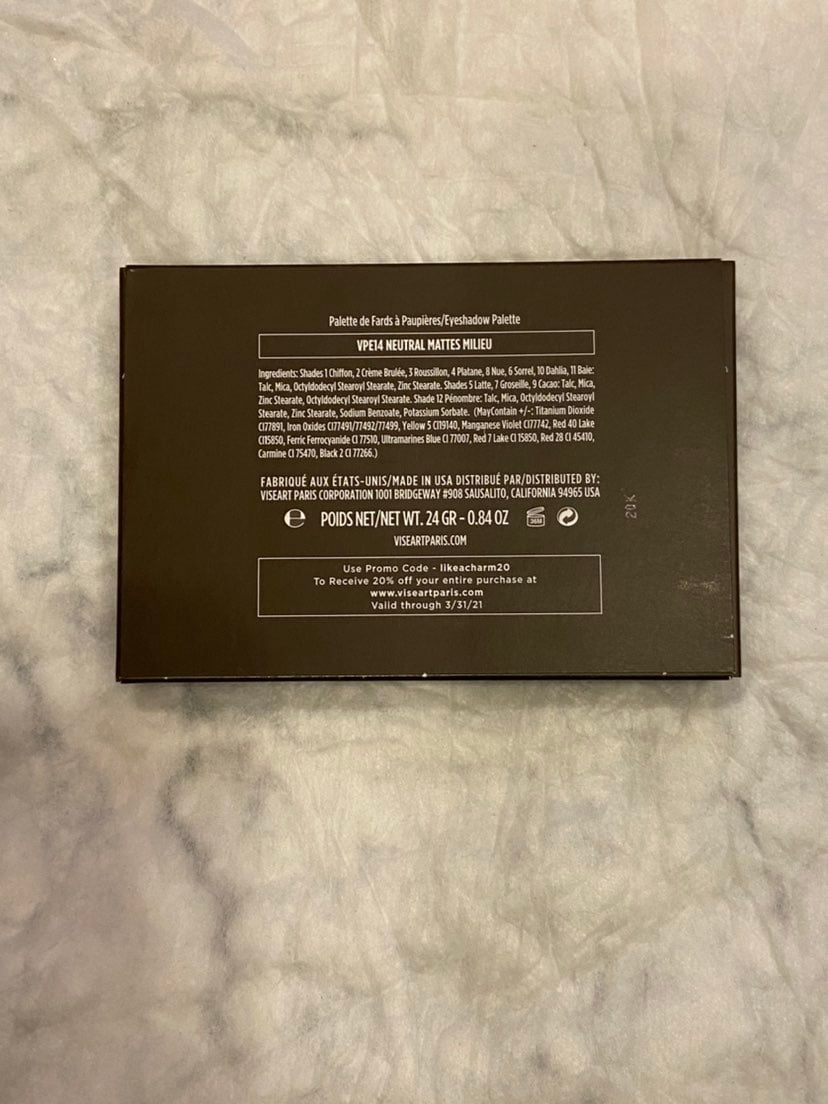 Palette de Fards à Paupières/Eyeshadow Palette
VPE14 NEUTRAL MATTES MILIEU
Ingredients: Shades 1 Chiffon, 2 Crème Brulée, 3 Roussillon, 4 Platane, 8 Nue, 6 Sorrel, 10 Dahlia, 11 Baie:
Talc, Mica, Octyldodecyl Stearoyl Stearate, Zinc Stearate. Shades 5 Latte, 7 Groseille, 9 Cacao: Talc, Mica,
Zinc Stearate, Octyldodecyl Stearoyl Stearate. Shade 12 Pénombre: Talc, Mica, Octyldodecyl Stearoyl
Stearate, Zinc Stearate, Sodium Benzoate, Potassium Sorbate. (MayContain +/-: Titanium Dioxide
CI77891, Iron Oxides CI77491/77492/77499, Yellow 5 CI19140, Manganese Violet CI77742, Red 40 Lake
CI15850, Ferric Ferrocyanide CI 77510, Ultramarines Blue CI 77007, Red 7 Lake CI 15850, Red 28 CI 45410,
Carmine CI 75470, Black 2 CI 77266.)
FABRIQUÉ AUX ÉTATS-UNIS/MADE IN USA DISTRIBUÉ PAR/DISTRIBUTED BY:
VISEART PARIS CORPORATION 1001 BRIDGEWAY #908 SAUSALITO, CALIFORNIA 94965 USA
e POIDS NET/NET WT. 24 GR - 0.84 OZ 36M
20K
VISEARTPARIS.COM
Use Promo Code - likeacharm20
To Receive 20% off your entire purchase at
www.viseartparis.com
Valid through 3/31/21